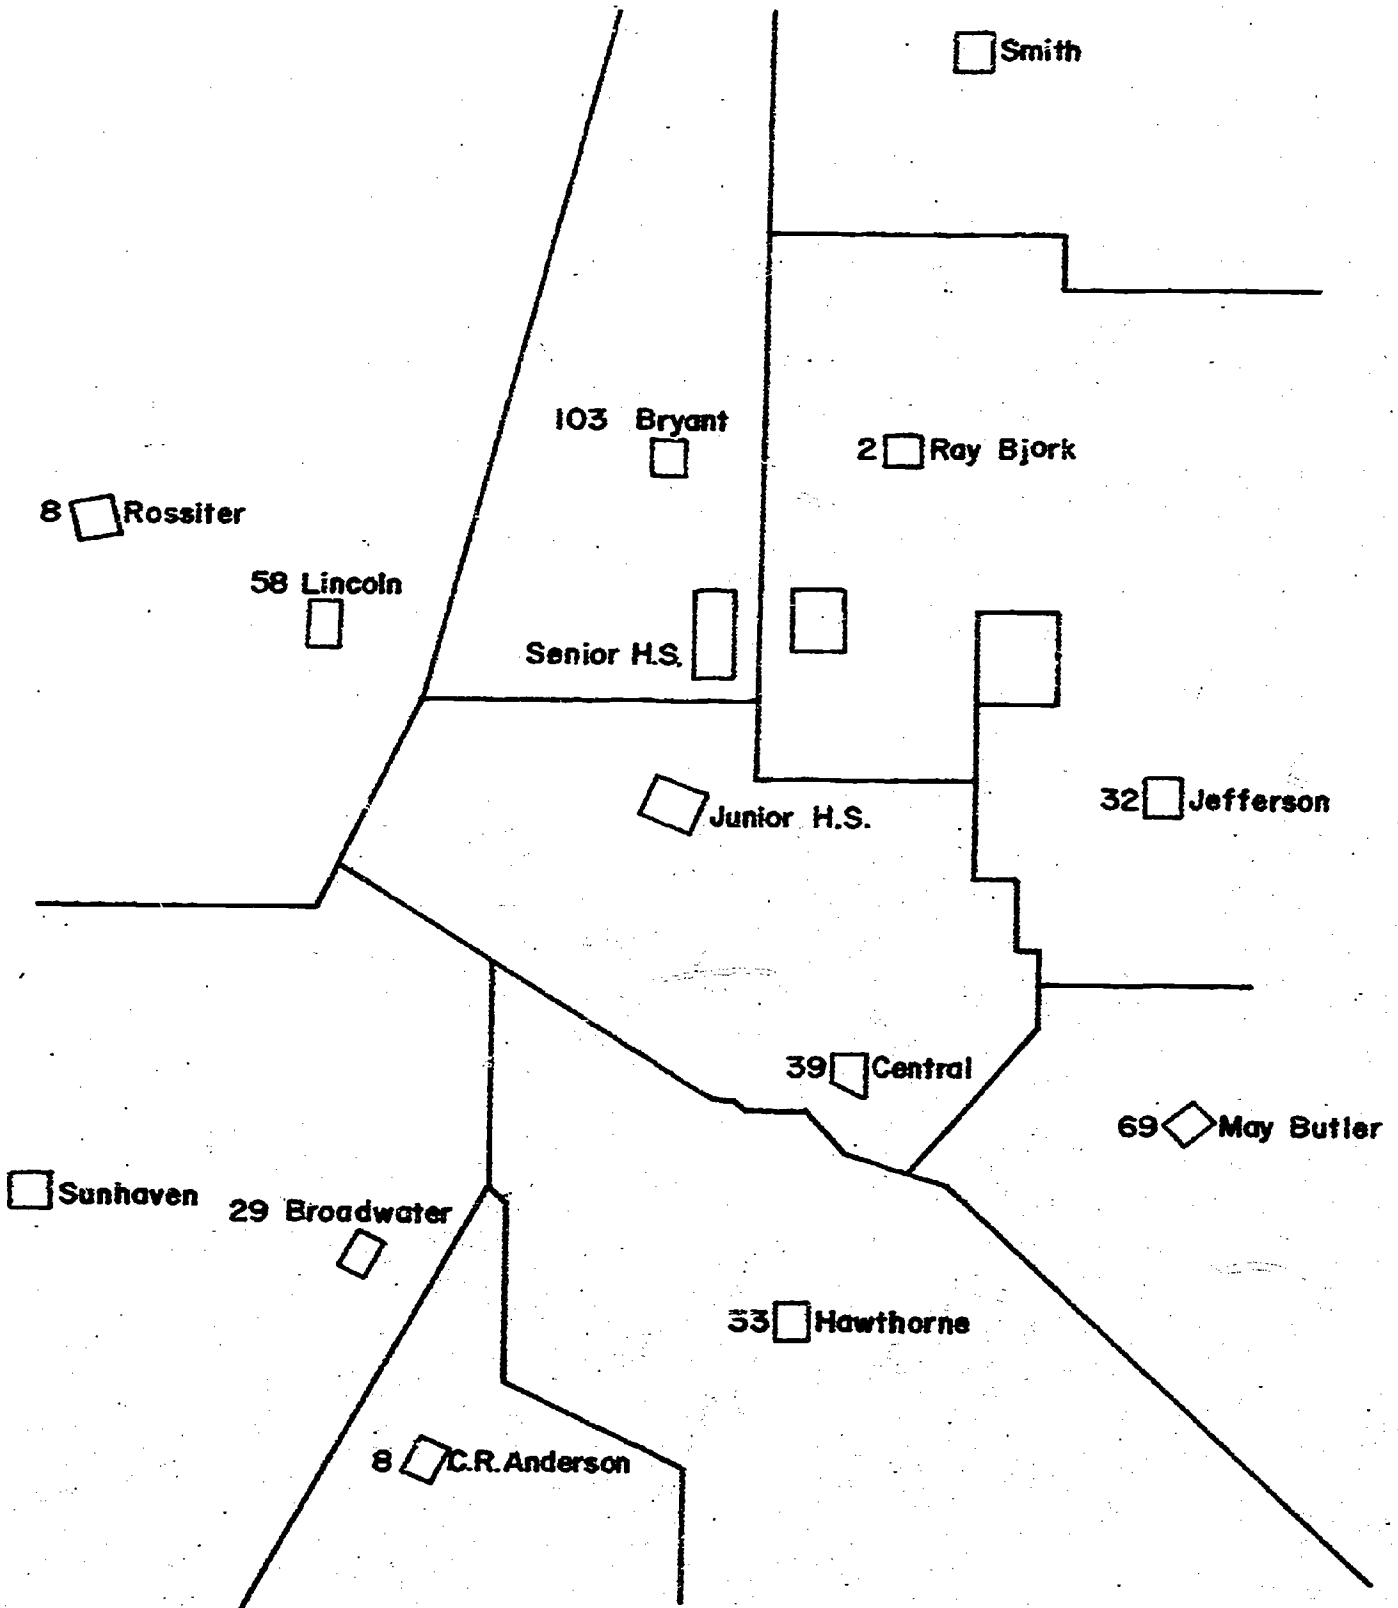 Smith
103 Bryant
2 Ray Bjork
8 Rossiter
58 Lincoln
Senior H.S.
32 Jefferson
Junior H.S.
39 Central
69 May Butler
Sunhaven
29 Broadwater
33 Hawthorne
8 C.R. Anderson